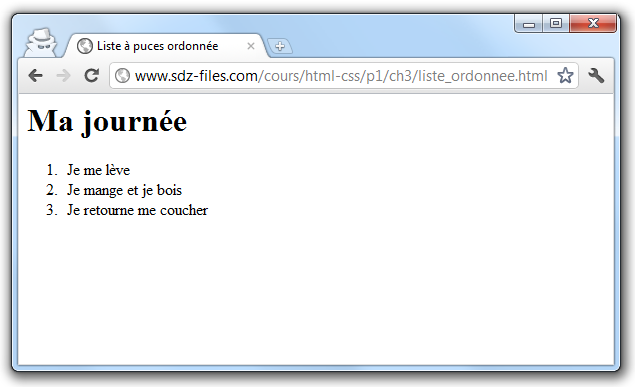 Liste à puces ordonnée
www.sdz-files.com/cours/html-css/p1/ch3/liste_ordonnee.html
Ma journée
1. Je me lève
2. Je mange et je bois
3. Je retourne me coucher